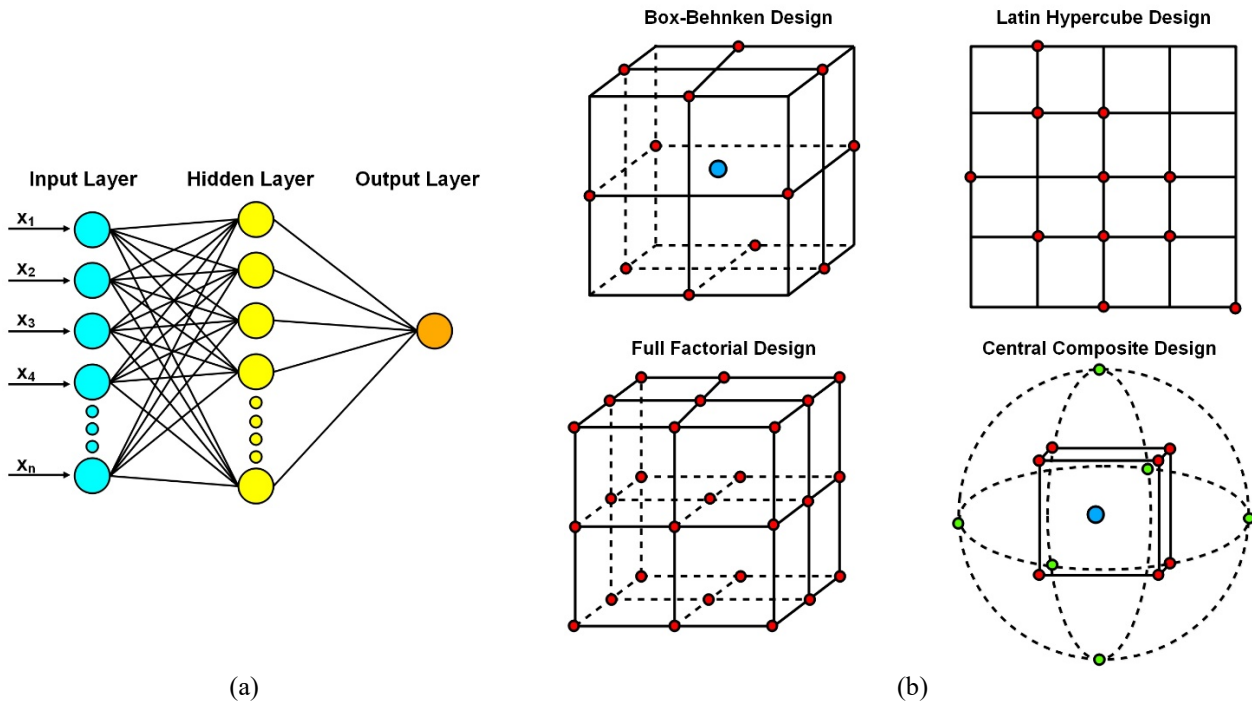 Input Layer
Hidden Layer
Output Layer
X1
X2
X3
X4
Xn
(a)
Box-Behnken Design
Latin Hypercube Design
Full Factorial Design
Central Composite Design
(b)